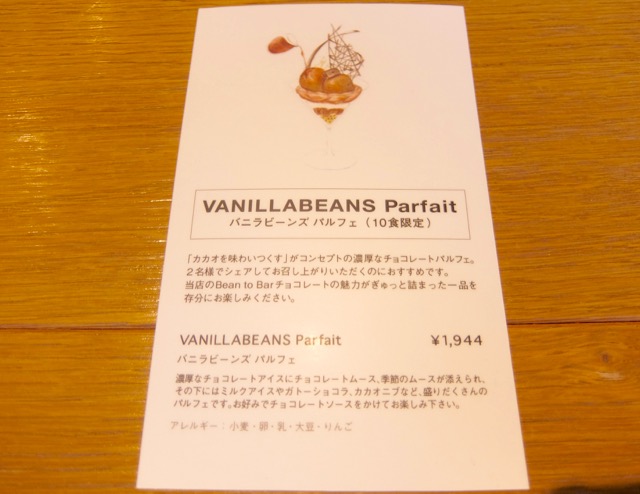 VANILLABEANS Parfait
バニラビーンズ パルフェ（10食限定）
「カカオを味わいつくす」がコンセプトの濃厚なチョコレートパルフェ。
2名様でシェアしてお召し上がりいただくのにおすすめです。
当店のBean to Barチョコレートの魅力がぎゅっと詰まった一品を
存分にお楽しみください。
VANILLABEANS Parfait ¥1,944
バニラビーンズ パルフェ
濃厚なチョコレートアイスにチョコレートムース、季節のムースが添えられ、
その下にはミルクアイスやガトーショコラ、カカオニブなど、盛りだくさんの
パルフェです。お好みでチョコレートソースをかけてお楽しみ下さい。
アレルギー：小麦・卵・乳・大豆・りんご